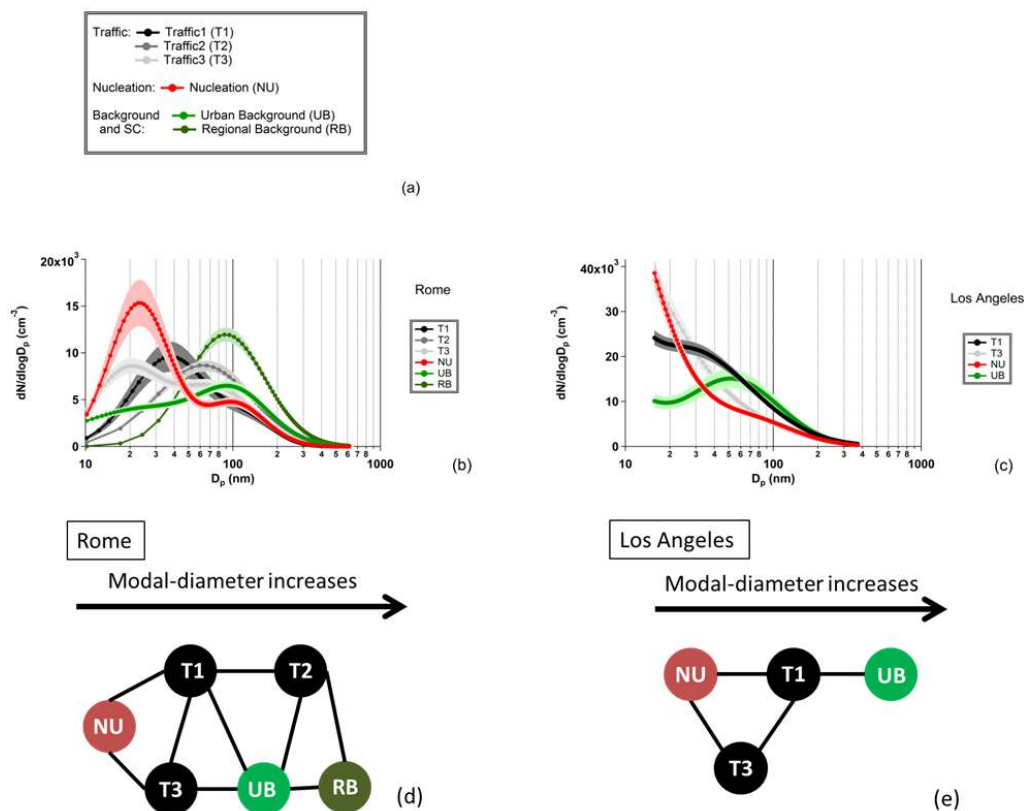 Traffic: Traffic1 (T1)
Traffic2 (T2)
Traffic3 (T3)
Nucleation: Nucleation (NU)
Background Urban Background (UB)
and SC: Regional Background (RB)
(a)
20x10³
15
10
5
0
dN/dlogDp (cm⁻³)
10 2 3 4 5 6 7 8 100 2 3 4 5 6 7 8 1000
Dp (nm)
Rome
T1
T2
T3
NU
UB
RB
(b)
40x10³
30
20
10
0
dN/dlogDp (cm⁻³)
10 2 3 4 5 6 7 8 100 2 3 4 5 6 7 8 1000
Dp (nm)
Los Angeles
T1
T3
NU
UB
(c)
Rome
Modal-diameter increases
T1 T2
NU
T3 UB RB
(d)
Los Angeles
Modal-diameter increases
NU T1 UB
T3
(e)